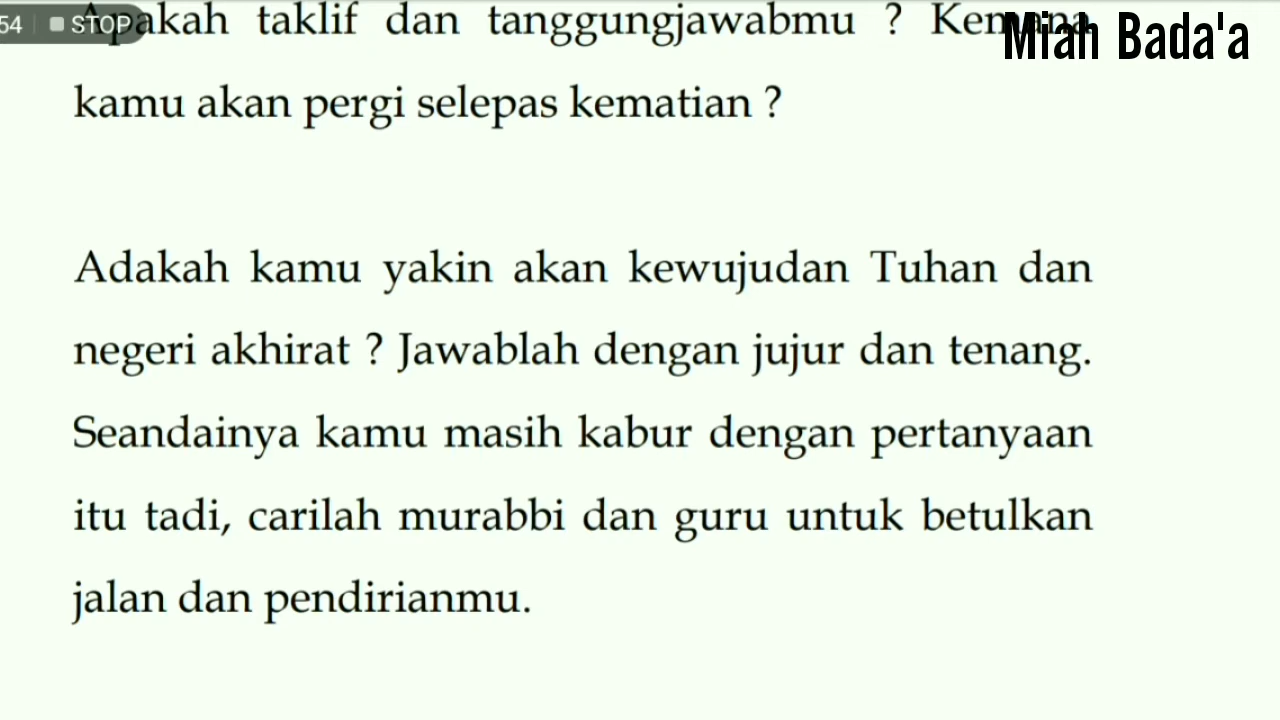 Apakah taklif dan tanggungjawabmu ? Kemana
54 STOP
Miah Bada'a
kamu akan pergi selepas kematian ?
Adakah kamu yakin akan kewujudan Tuhan dan
negeri akhirat ? Jawablah dengan jujur dan tenang.
Seandainya kamu masih kabur dengan pertanyaan
itu tadi, carilah murabbi dan guru untuk betulkan
jalan dan pendirianmu.